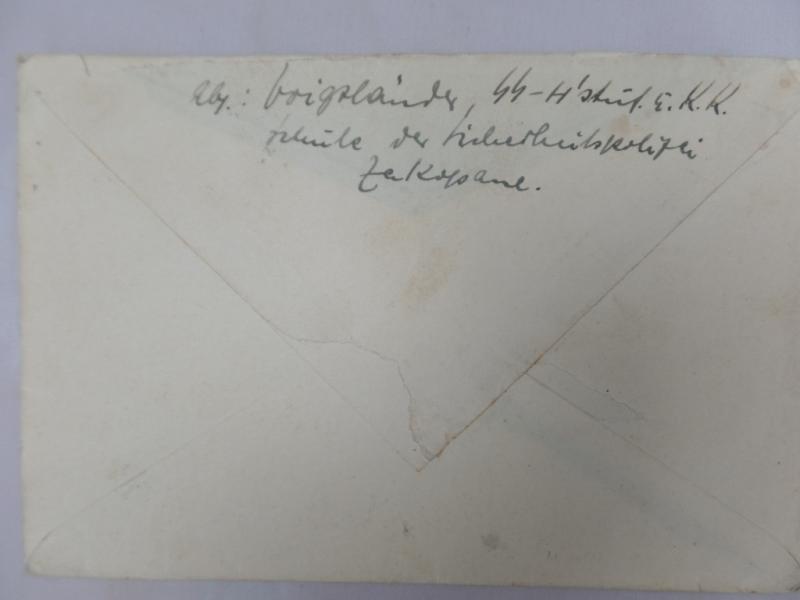 Abs.: Voigtländer, SS-H'stuf. u. K.K.
Schule der Sicherheitspolizei
Zakopane.